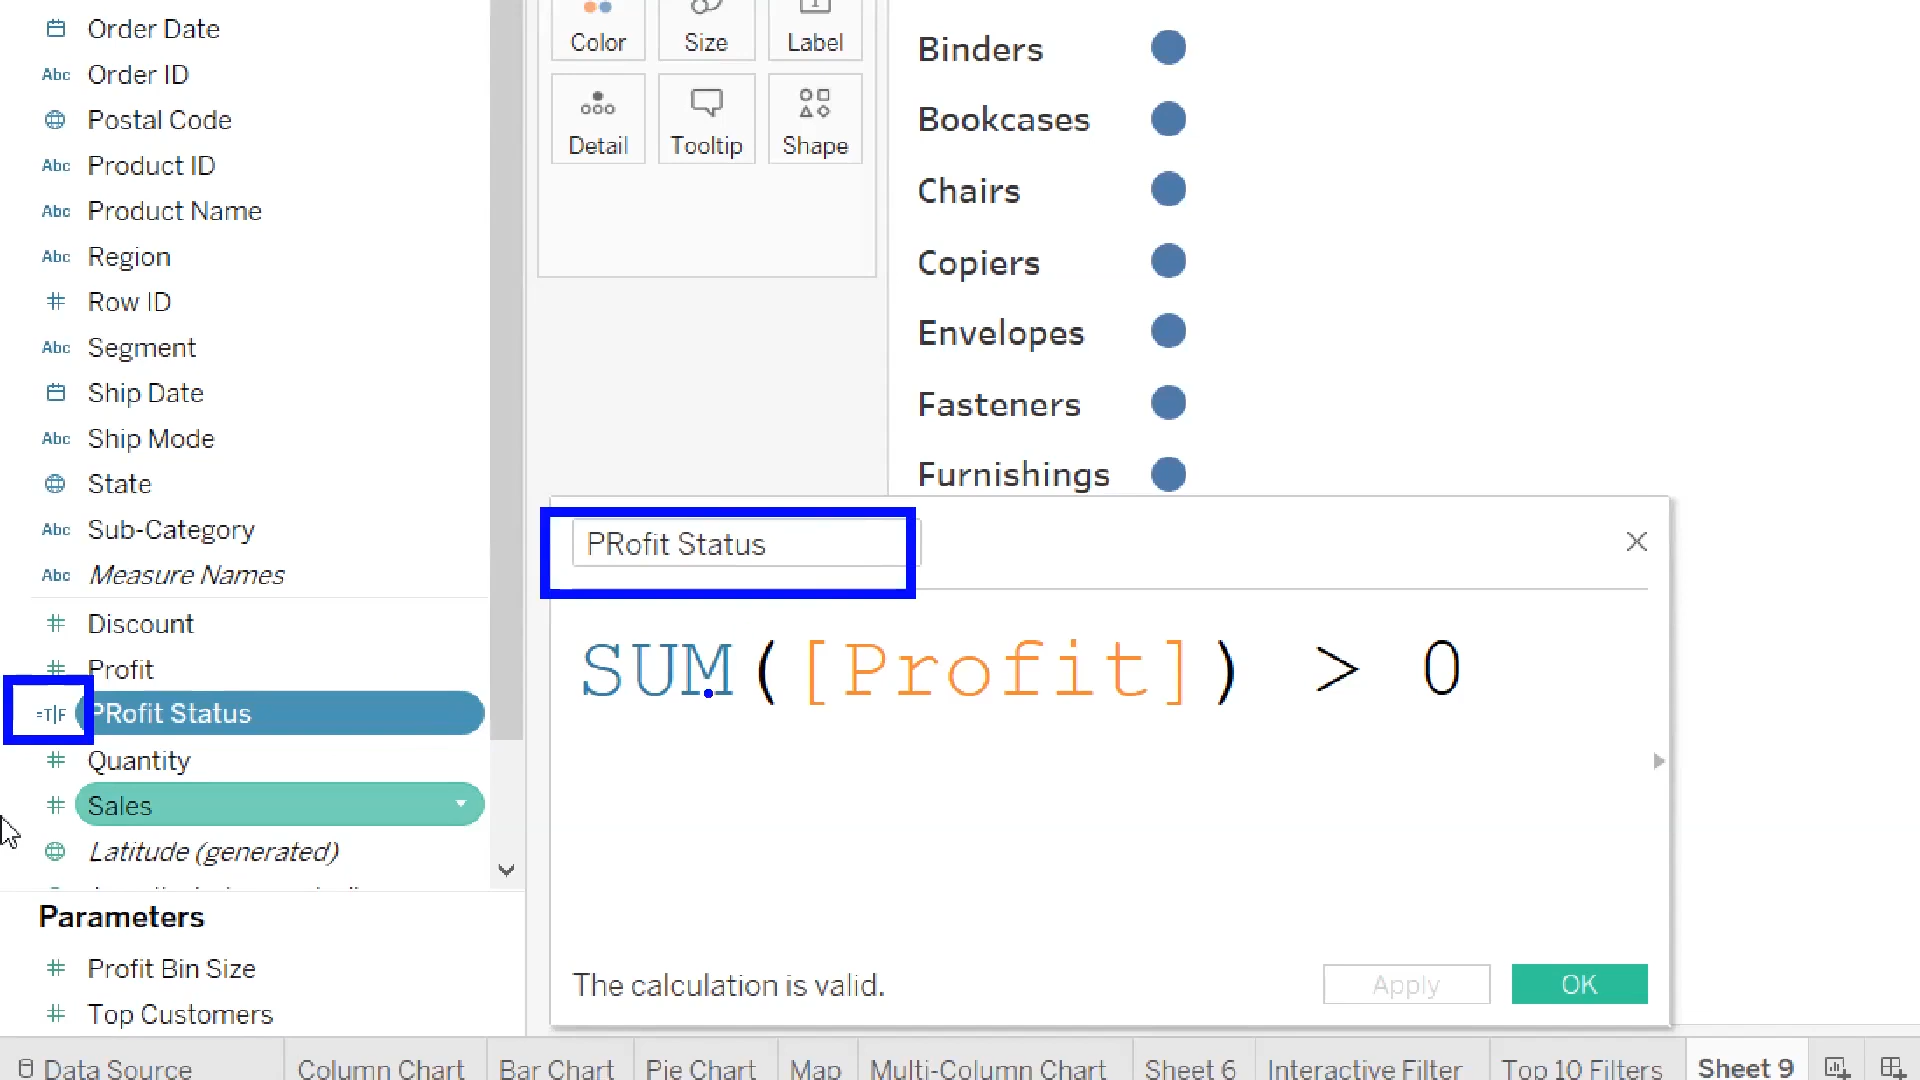 Order Date
Abc Order ID
Postal Code
Abc Product ID
Abc Product Name
Abc Region
# Row ID
Abc Segment
Ship Date
Abc Ship Mode
State
Abc Sub-Category
Abc Measure Names
# Discount
# Profit
=T|F PRofit Status
# Quantity
# Sales
Latitude (generated)
Parameters
# Profit Bin Size
# Top Customers
Color Size Label
Detail Tooltip Shape
Binders
Bookcases
Chairs
Copiers
Envelopes
Fasteners
Furnishings
PRofit Status
SUM([Profit]) > 0
The calculation is valid.
Apply OK
Data Source Column Chart Bar Chart Pie Chart Map Multi-Column Chart Sheet 6 Interactive Filter Top 10 Filters Sheet 9